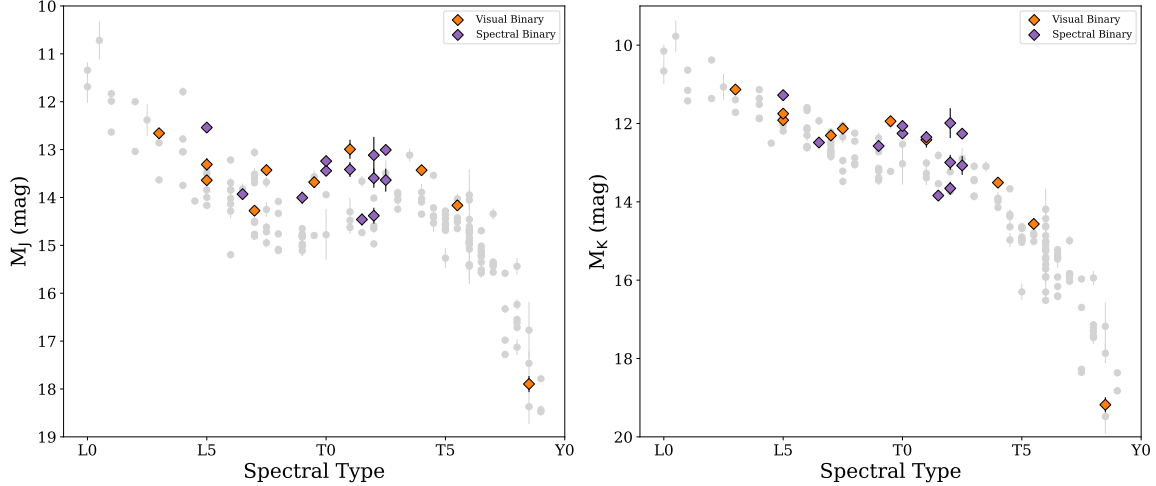 10
11
12
13
14
15
16
17
18
19
M_J (mag)
L0 L5 T0 T5 Y0
Spectral Type
Visual Binary
Spectral Binary
10
12
14
16
18
20
M_K (mag)
L0 L5 T0 T5 Y0
Spectral Type
Visual Binary
Spectral Binary